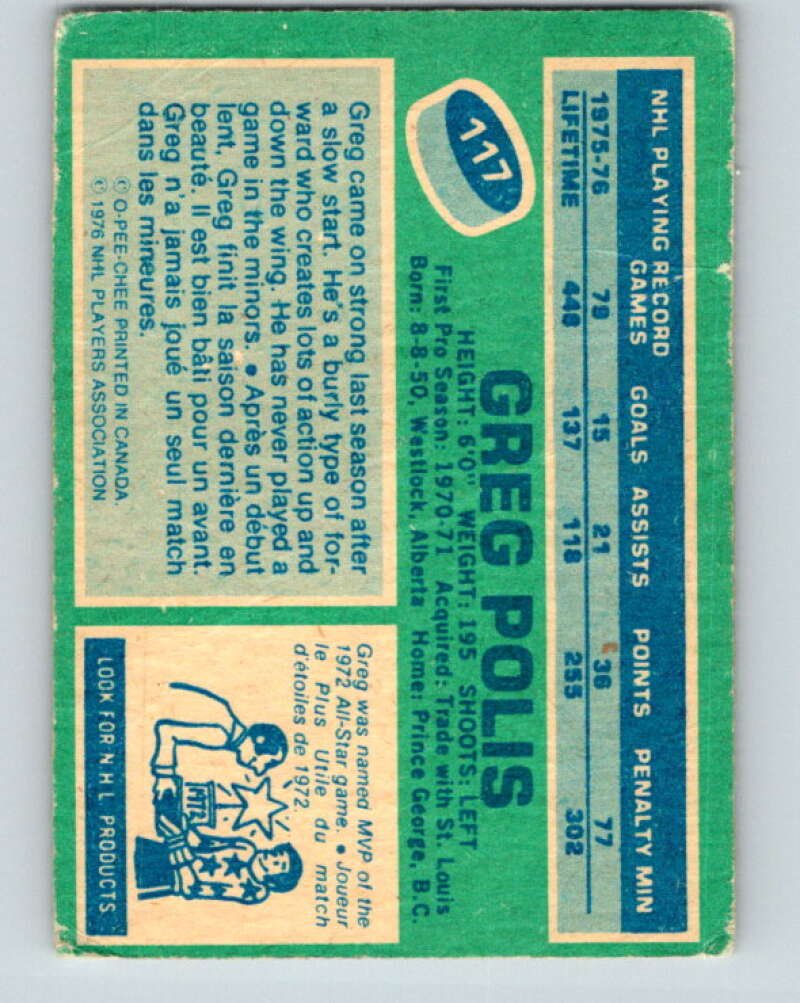 NHL PLAYING RECORD
GAMES GOALS ASSISTS POINTS PENALTY MIN
1975-76 79 15 21 36 77
LIFETIME 448 137 118 255 302
117
GREG POLIS
HEIGHT: 6'0" WEIGHT: 195 SHOOTS: LEFT
First Pro Season: 1970-71 Acquired: Trade with St. Louis
Born: 8-8-50, Westlock, Alberta Home: Prince George, B.C.
Greg came on strong last season after
a slow start. He's a burly type of for-
ward who creates lots of action up and
down the wing. He has never played a
game in the minors. • Après un début
lent, Greg finit la saison dernière en
beauté. Il est bien bâti pour un avant.
Greg n'a jamais joué un seul match
dans les mineures.
© O-PEE-CHEE PRINTED IN CANADA.
© 1976 NHL PLAYERS ASSOCIATION
Greg was named MVP of the
1972 All-Star game. • Joueur
le Plus Utile du match
d'étoiles de 1972.
LOOK FOR N.H.L. PRODUCTS